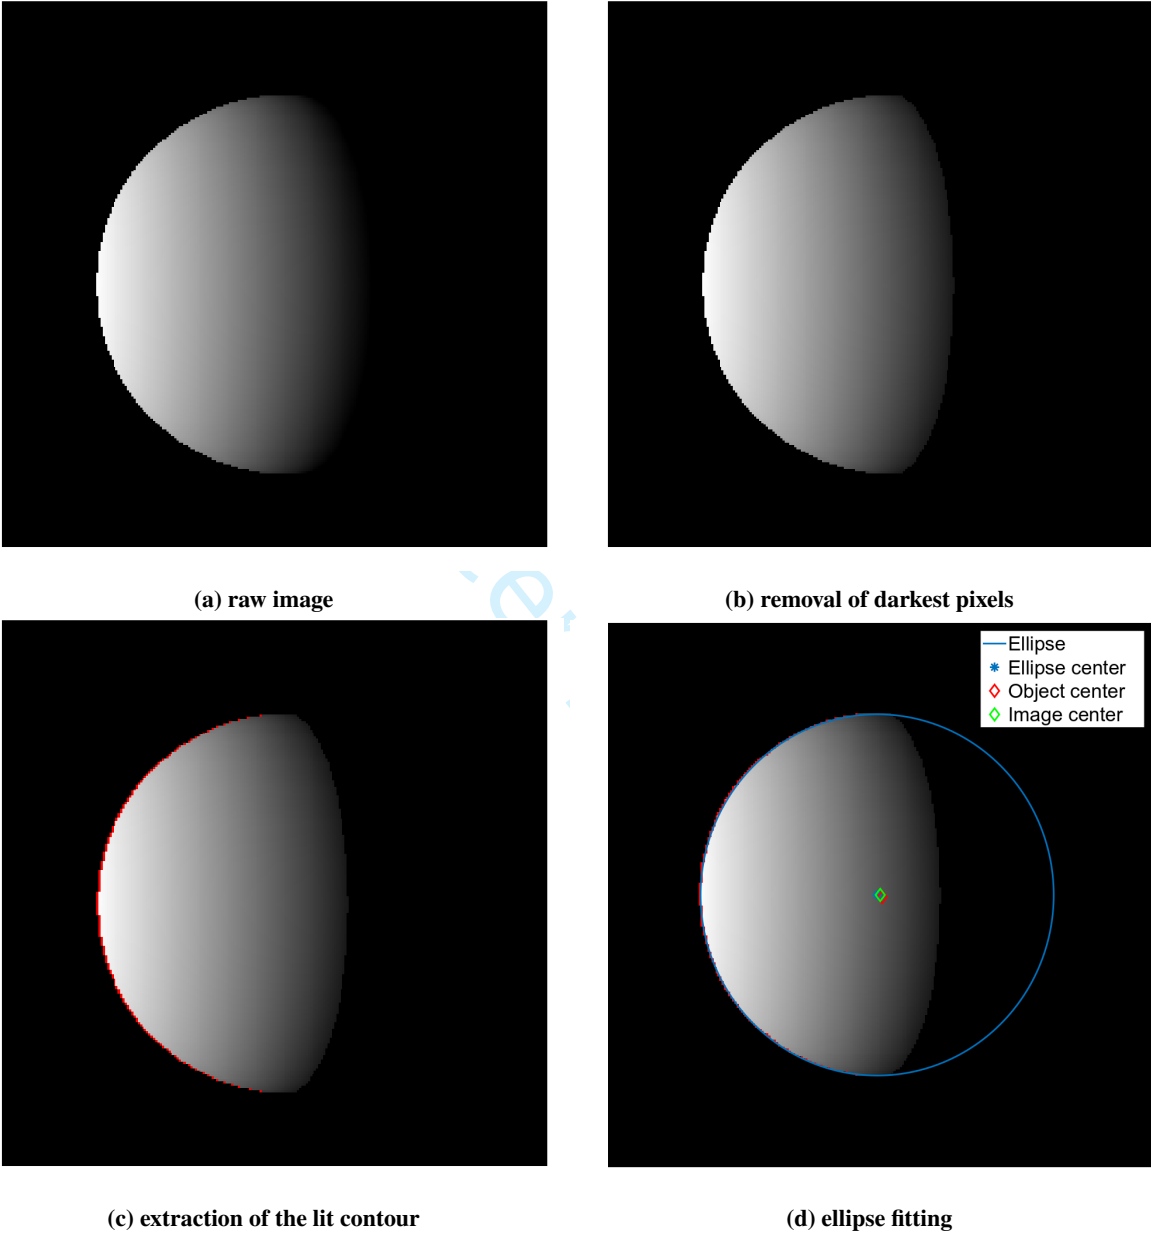 (a) raw image
(b) removal of darkest pixels
Ellipse
Ellipse center
Object center
Image center
(c) extraction of the lit contour
(d) ellipse fitting